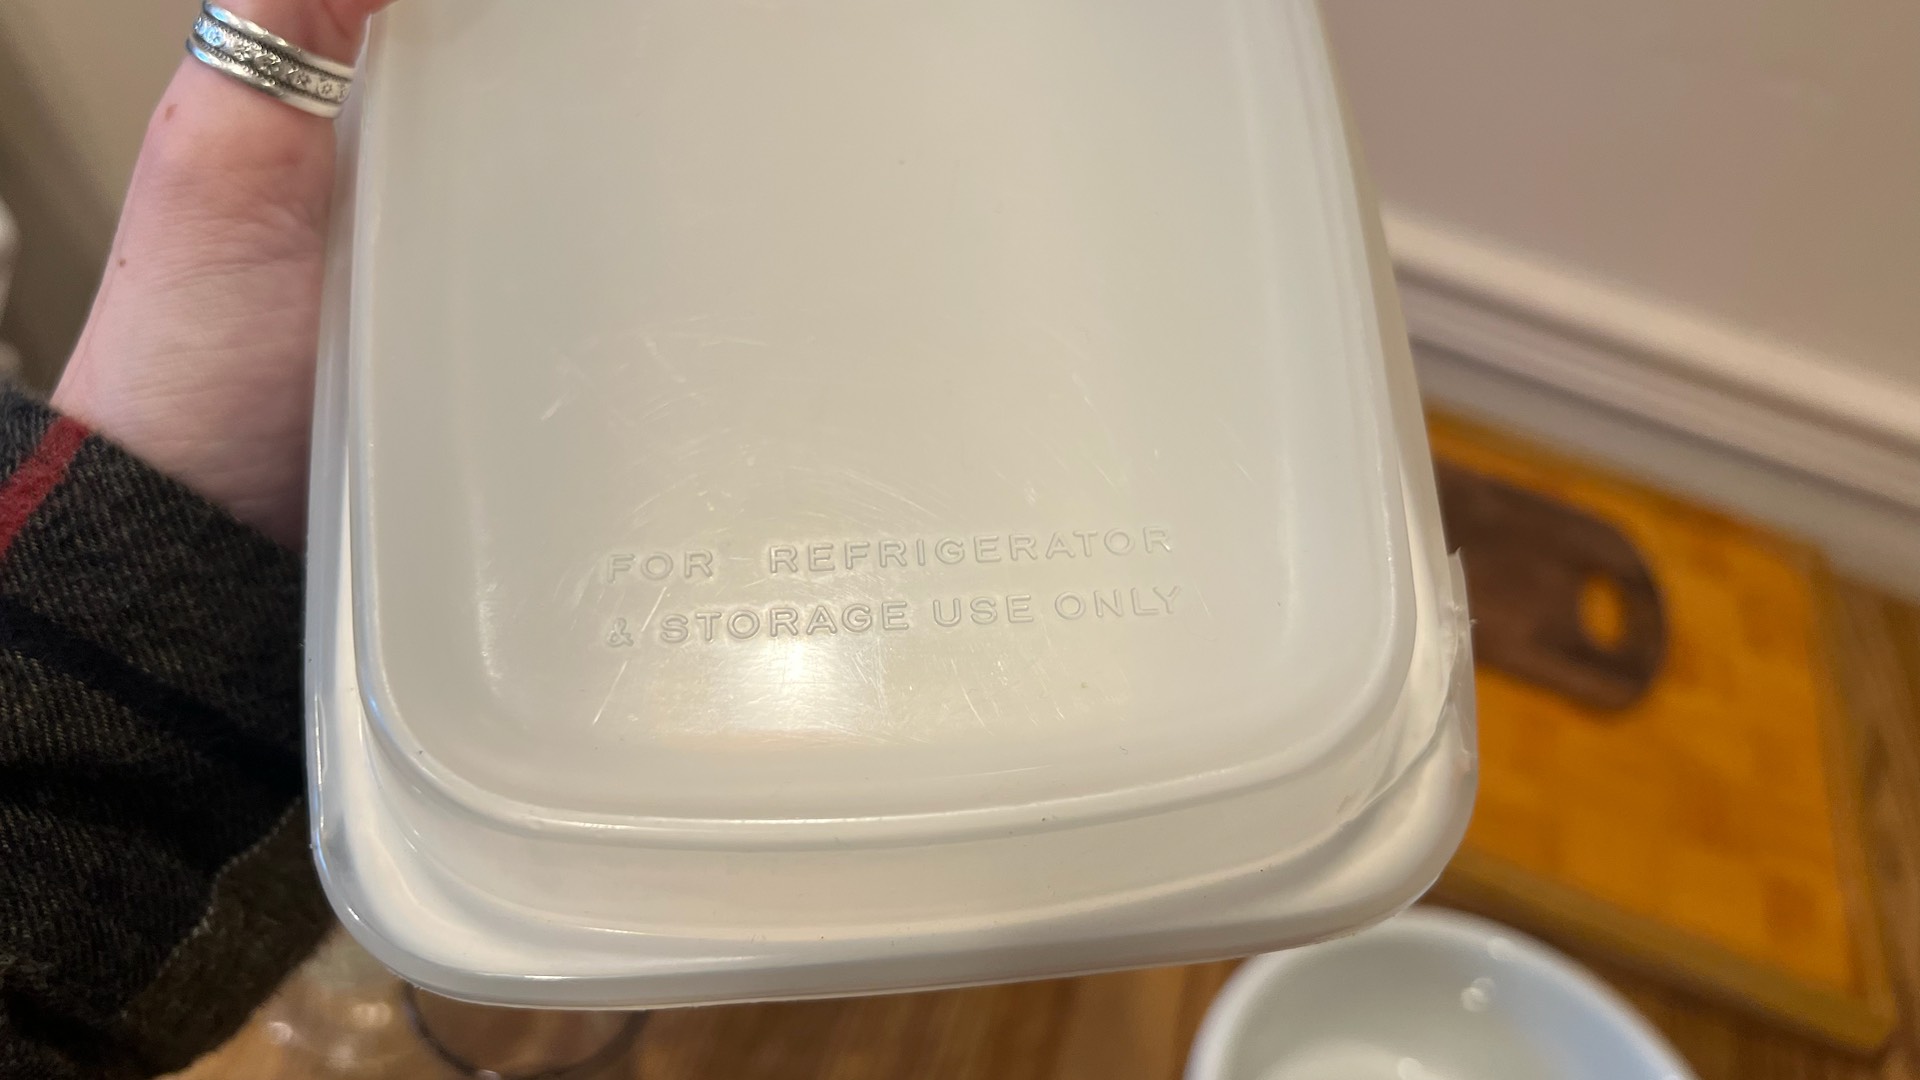 FOR REFRIGERATOR
& STORAGE USE ONLY